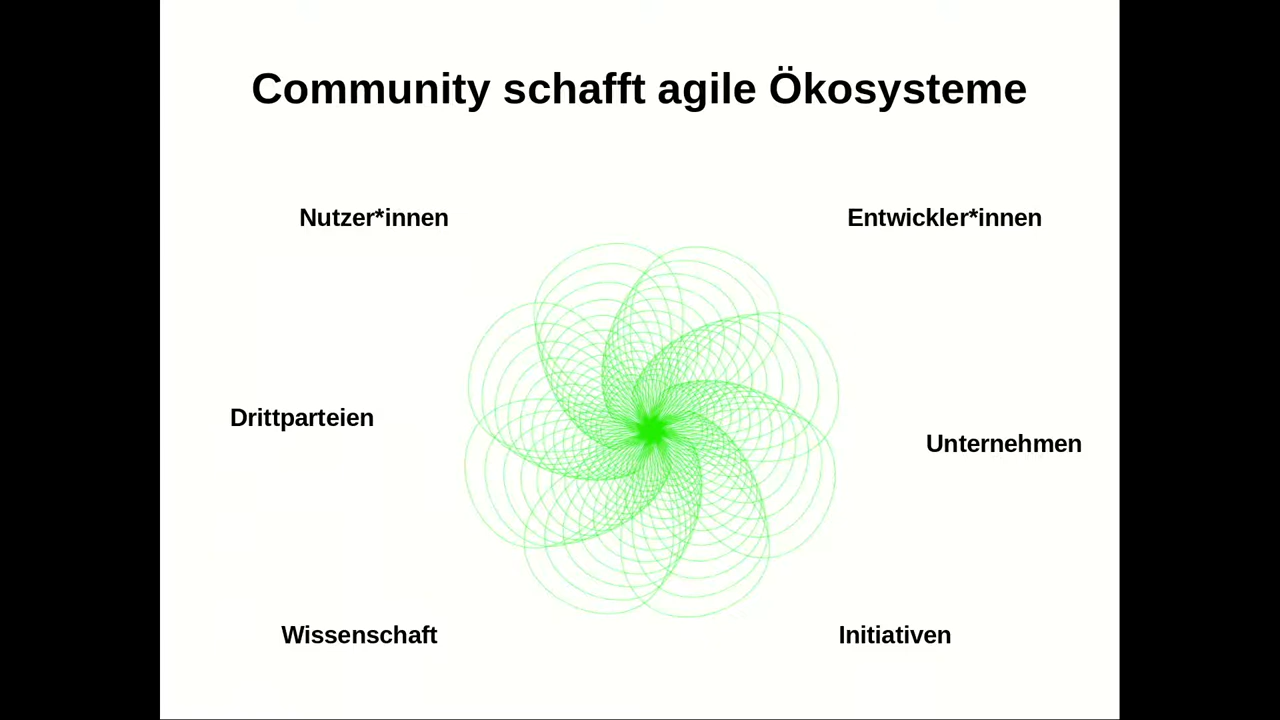 Community schafft agile Ökosysteme
Nutzer*innen
Entwickler*innen
Drittparteien
Unternehmen
Wissenschaft
Initiativen